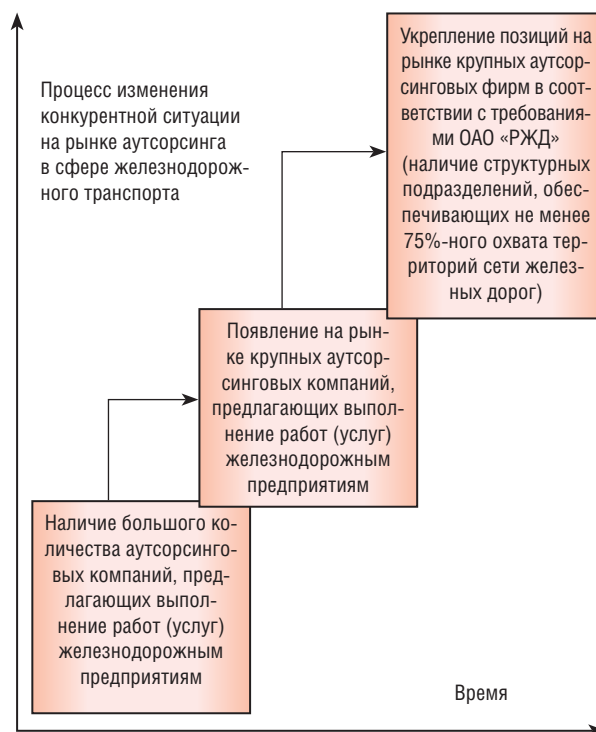 Процесс изменения
конкурентной ситуации
на рынке аутсорсинга
в сфере железнодорож-
ного транспорта
Укрепление позиций на
рынке крупных аутсор-
синговых фирм в соот-
ветствии с требования-
ми ОАО «РЖД»
(наличие структурных
подразделений, обес-
печивающих не менее
75%-ного охвата тер-
риторий сети желез-
ных дорог)
Появление на рын-
ке крупных аутсор-
синговых компаний,
предлагающих выпол-
нение работ (услуг)
железнодорожным
предприятиям
Наличие большого ко-
личества аутсорсинго-
вых компаний, пред-
лагающих выпол-
нение работ (услуг)
железнодорожным
предприятиям
Время